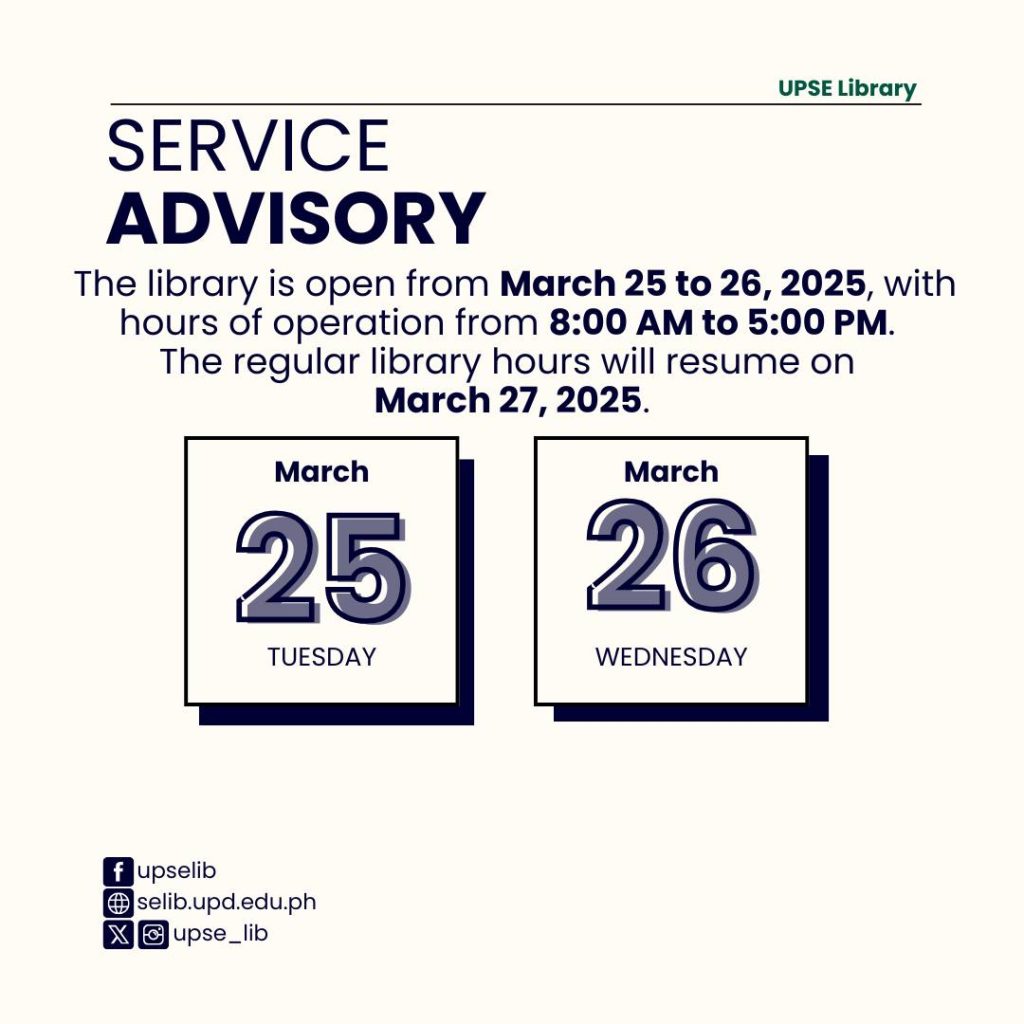 UPSE Library
SERVICE
ADVISORY
The library is open from March 25 to 26, 2025, with
hours of operation from 8:00 AM to 5:00 PM.
The regular library hours will resume on
March 27, 2025.
March
25
TUESDAY
March
26
WEDNESDAY
upselib
selib.upd.edu.ph
upse_lib